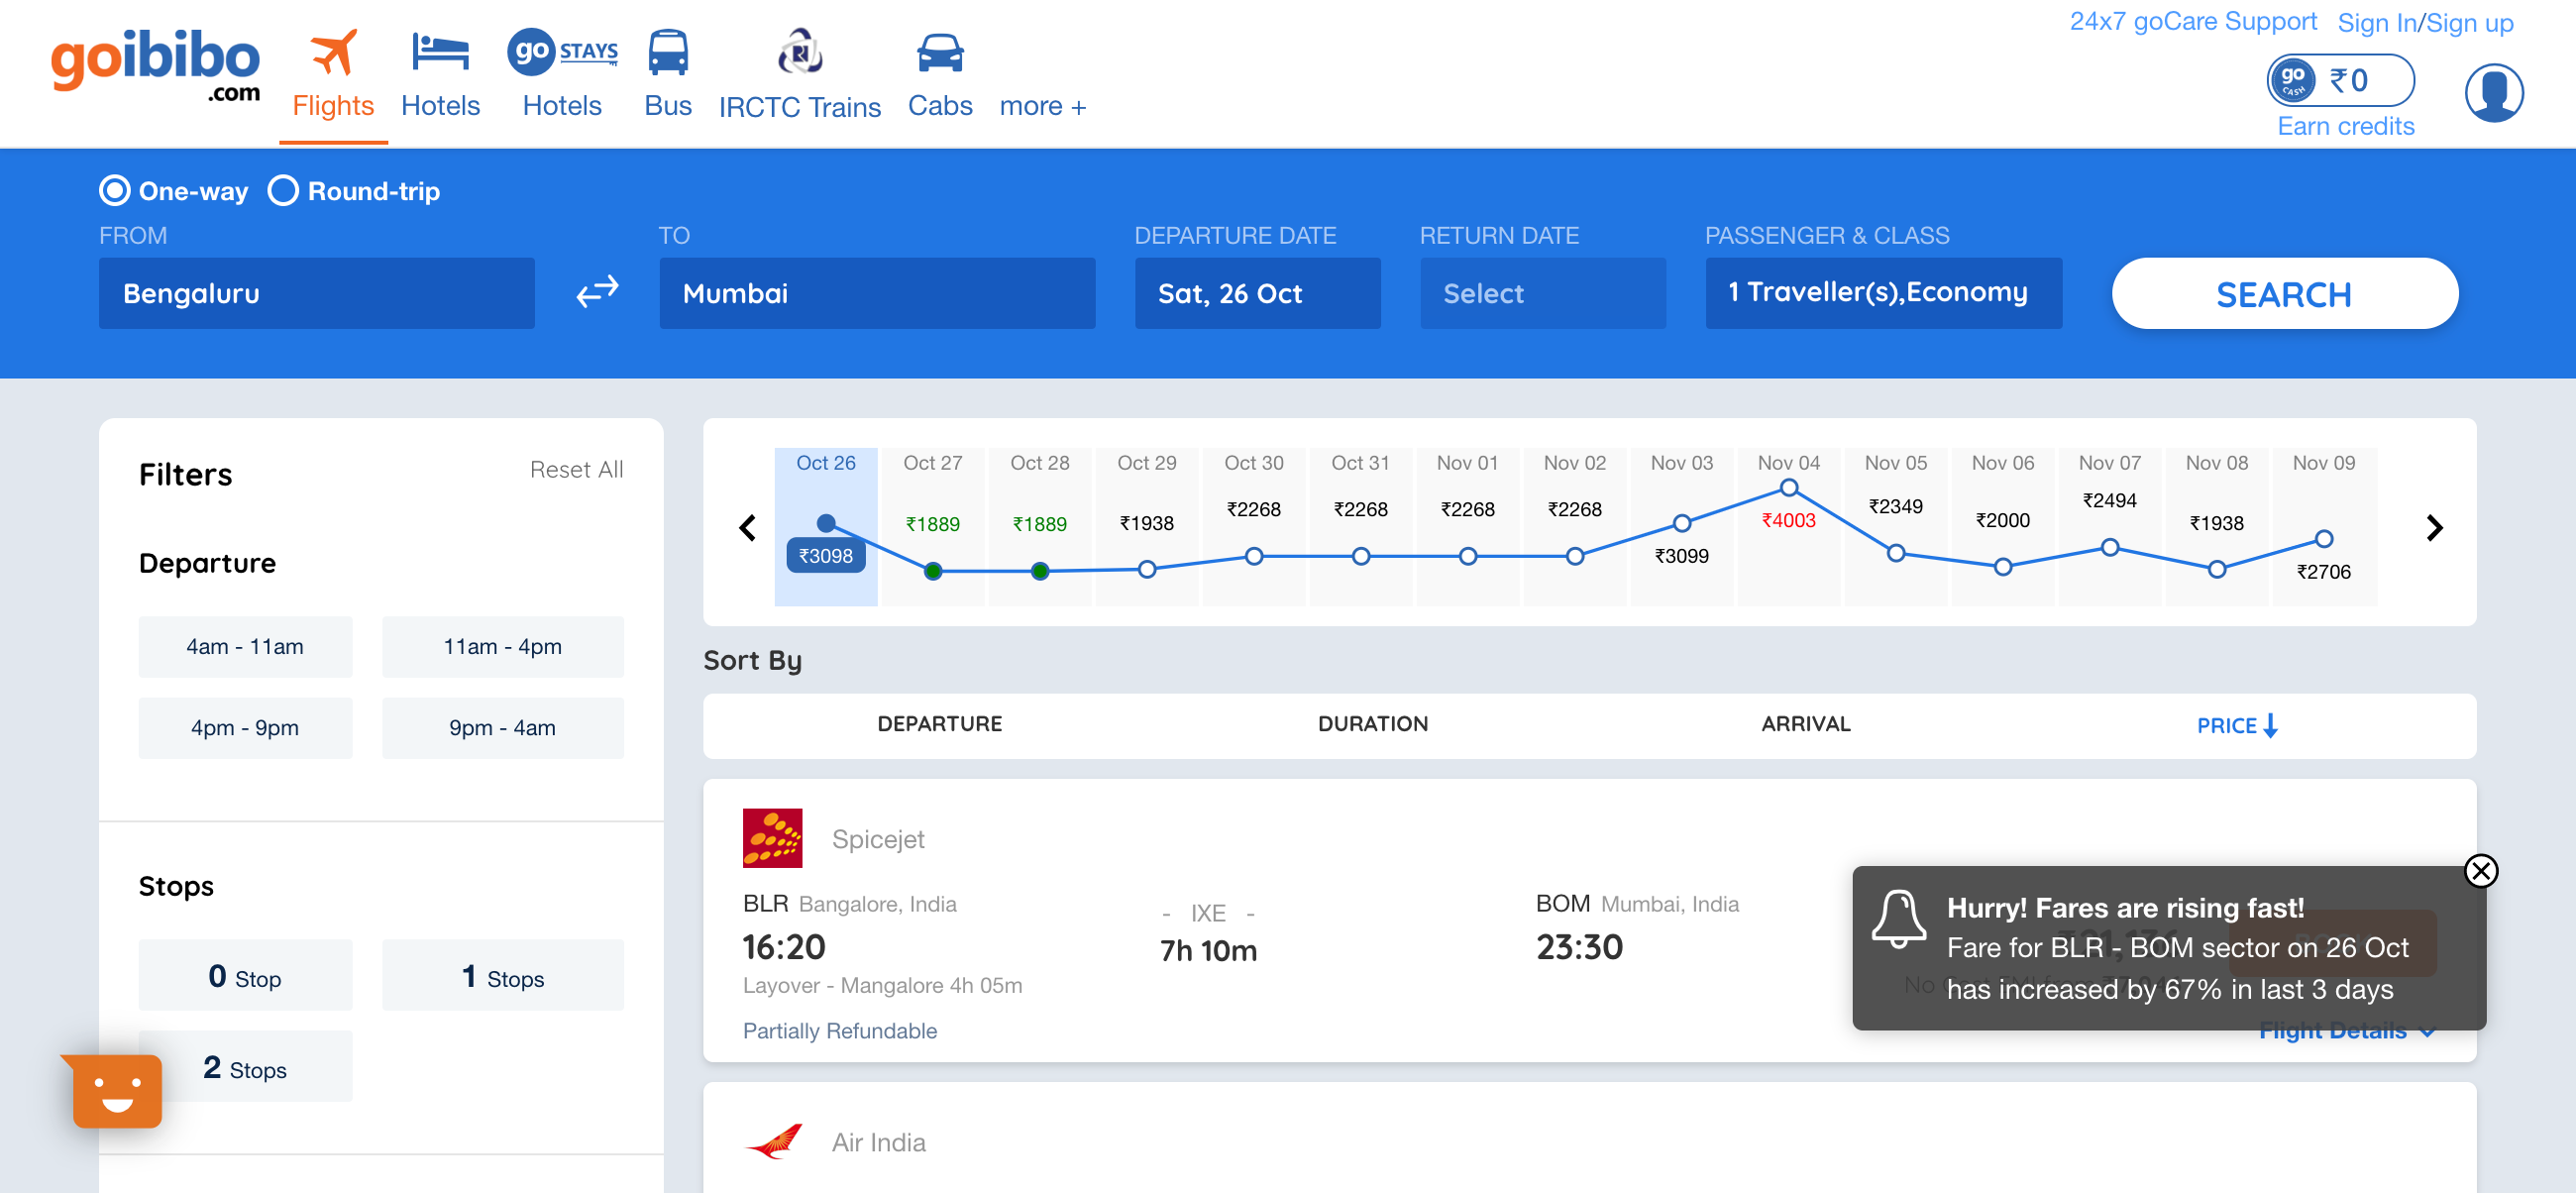 goibibo
.com
Flights
Hotels
go STAYS
Hotels
Bus
IRCTC Trains
Cabs
more +
24x7 goCare Support
Sign In/Sign up
go CASH ₹0
Earn credits
One-way
Round-trip
FROM
TO
DEPARTURE DATE
RETURN DATE
PASSENGER & CLASS
Bengaluru
Mumbai
Sat, 26 Oct
Select
1 Traveller(s),Economy
SEARCH
Filters
Reset All
Departure
4am - 11am
11am - 4pm
4pm - 9pm
9pm - 4am
Stops
0 Stop
1 Stops
2 Stops
Oct 26 Oct 27 Oct 28 Oct 29 Oct 30 Oct 31 Nov 01 Nov 02 Nov 03 Nov 04 Nov 05 Nov 06 Nov 07 Nov 08 Nov 09
₹3098 ₹1889 ₹1889 ₹1938 ₹2268 ₹2268 ₹2268 ₹2268 ₹3099 ₹4003 ₹2349 ₹2000 ₹2494 ₹1938 ₹2706
Sort By
DEPARTURE
DURATION
ARRIVAL
PRICE
Spicejet
BLR Bangalore, India
- IXE -
BOM Mumbai, India
16:20
7h 10m
23:30
Layover - Mangalore 4h 05m
Partially Refundable
Hurry! Fares are rising fast!
Fare for BLR - BOM sector on 26 Oct
has increased by 67% in last 3 days
Flight Details
Air India